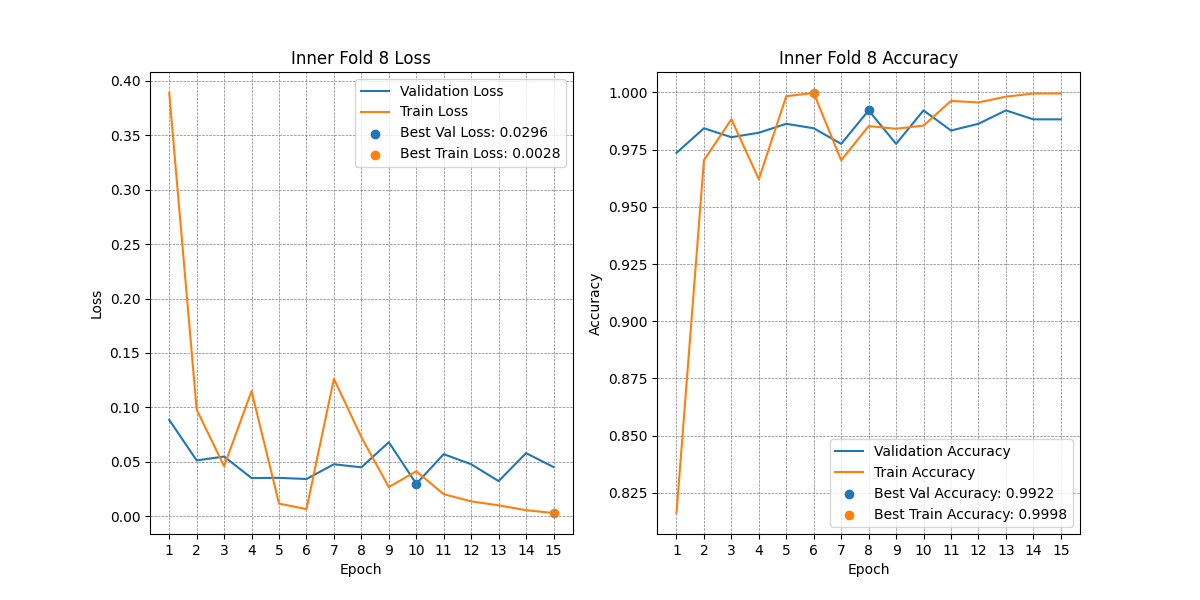 Inner Fold 8 Loss
0.40
0.35
0.30
0.25
0.20
0.15
0.10
0.05
0.00
Loss
Validation Loss
Train Loss
Best Val Loss: 0.0296
Best Train Loss: 0.0028
1 2 3 4 5 6 7 8 9 10 11 12 13 14 15
Epoch
Inner Fold 8 Accuracy
1.000
0.975
0.950
0.925
0.900
0.875
0.850
0.825
Accuracy
Validation Accuracy
Train Accuracy
Best Val Accuracy: 0.9922
Best Train Accuracy: 0.9998
1 2 3 4 5 6 7 8 9 10 11 12 13 14 15
Epoch